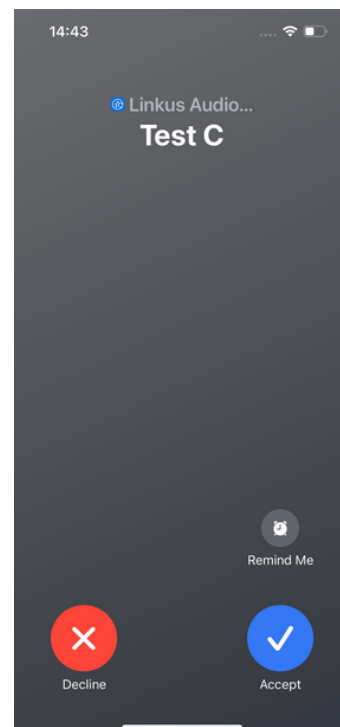 14:43
Linkus Audio...
Test C
Remind Me
Decline
Accept